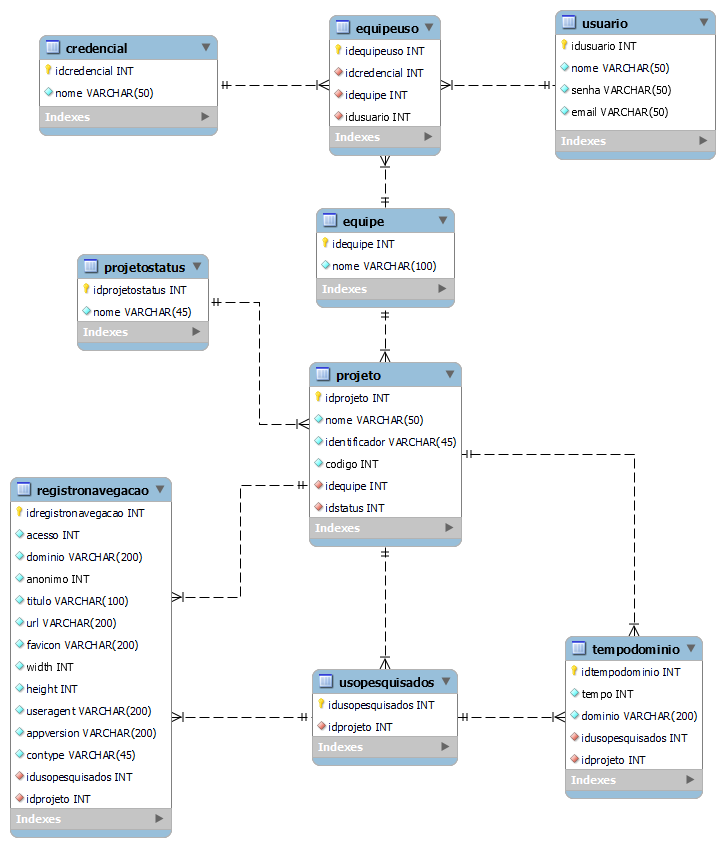 credencial
idcredencial INT
nome VARCHAR(50)
Indexes
equipeuso
idequipeuso INT
idcredencial INT
idequipe INT
idusuario INT
Indexes
usuario
idusuario INT
nome VARCHAR(50)
senha VARCHAR(50)
email VARCHAR(50)
Indexes
equipe
idequipe INT
nome VARCHAR(100)
Indexes
projetostatus
idprojetostatus INT
nome VARCHAR(45)
Indexes
projeto
idprojeto INT
nome VARCHAR(50)
identificador VARCHAR(45)
codigo INT
idequipe INT
idstatus INT
Indexes
registronavegacao
idregistronavegacao INT
acesso INT
dominio VARCHAR(200)
anonimo INT
titulo VARCHAR(100)
url VARCHAR(200)
favicon VARCHAR(200)
width INT
height INT
useragent VARCHAR(200)
appversion VARCHAR(200)
contype VARCHAR(45)
idusopesquisados INT
idprojeto INT
Indexes
usopesquisados
idusopesquisados INT
idprojeto INT
Indexes
tempodominio
idtempodominio INT
tempo INT
dominio VARCHAR(200)
idusopesquisados INT
idprojeto INT
Indexes